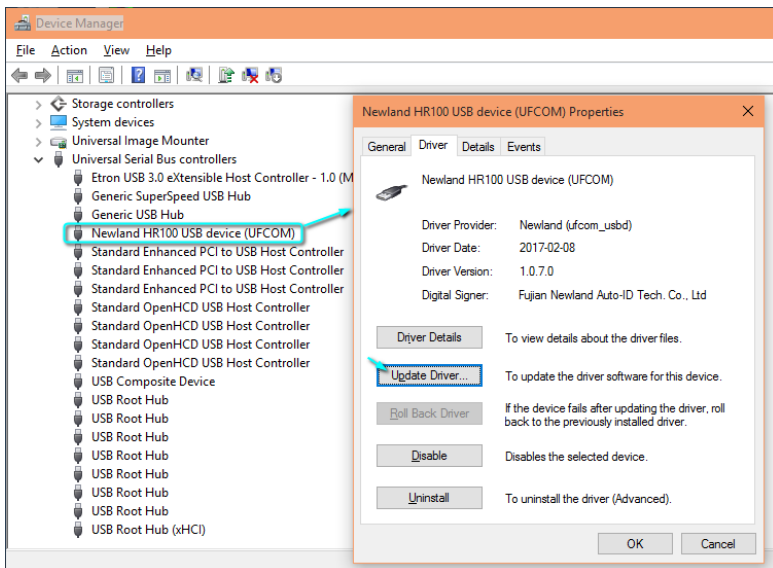 Device Manager
File Action View Help
Storage controllers
System devices
Universal Image Mounter
Universal Serial Bus controllers
Etron USB 3.0 eXtensible Host Controller - 1.0 (M
Generic SuperSpeed USB Hub
Generic USB Hub
Newland HR100 USB device (UFCOM)
Standard Enhanced PCI to USB Host Controller
Standard Enhanced PCI to USB Host Controller
Standard Enhanced PCI to USB Host Controller
Standard OpenHCD USB Host Controller
Standard OpenHCD USB Host Controller
Standard OpenHCD USB Host Controller
Standard OpenHCD USB Host Controller
USB Composite Device
USB Root Hub
USB Root Hub
USB Root Hub
USB Root Hub
USB Root Hub
USB Root Hub
USB Root Hub
USB Root Hub (xHCI)
Newland HR100 USB device (UFCOM) Properties
General Driver Details Events
Newland HR100 USB device (UFCOM)
Driver Provider: Newland (ufcom_usbd)
Driver Date: 2017-02-08
Driver Version: 1.0.7.0
Digital Signer: Fujian Newland Auto-ID Tech. Co., Ltd
Driver Details To view details about the driver files.
Update Driver... To update the driver software for this device.
Roll Back Driver If the device fails after updating the driver, roll
back to the previously installed driver.
Disable Disables the selected device.
Uninstall To uninstall the driver (Advanced).
OK Cancel